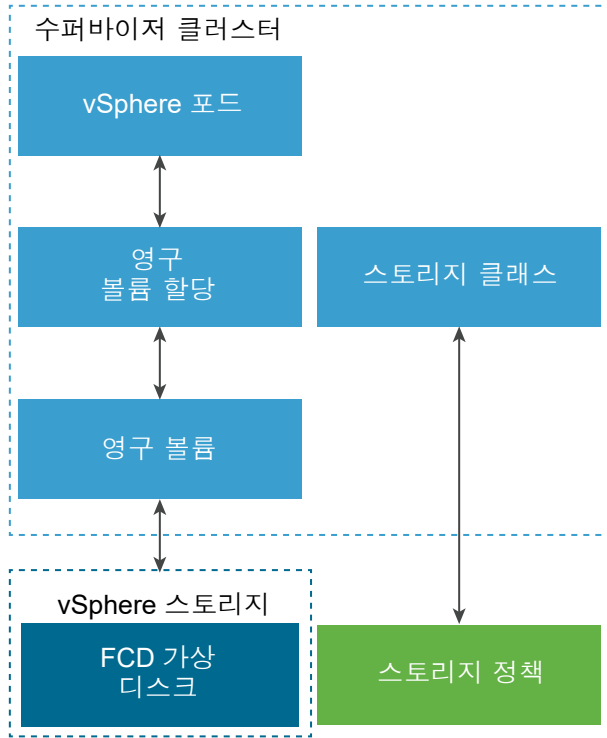 수퍼바이저 클러스터
vSphere 포드
영구
볼륨 할당
스토리지 클래스
영구 볼륨
vSphere 스토리지
FCD 가상
디스크
스토리지 정책